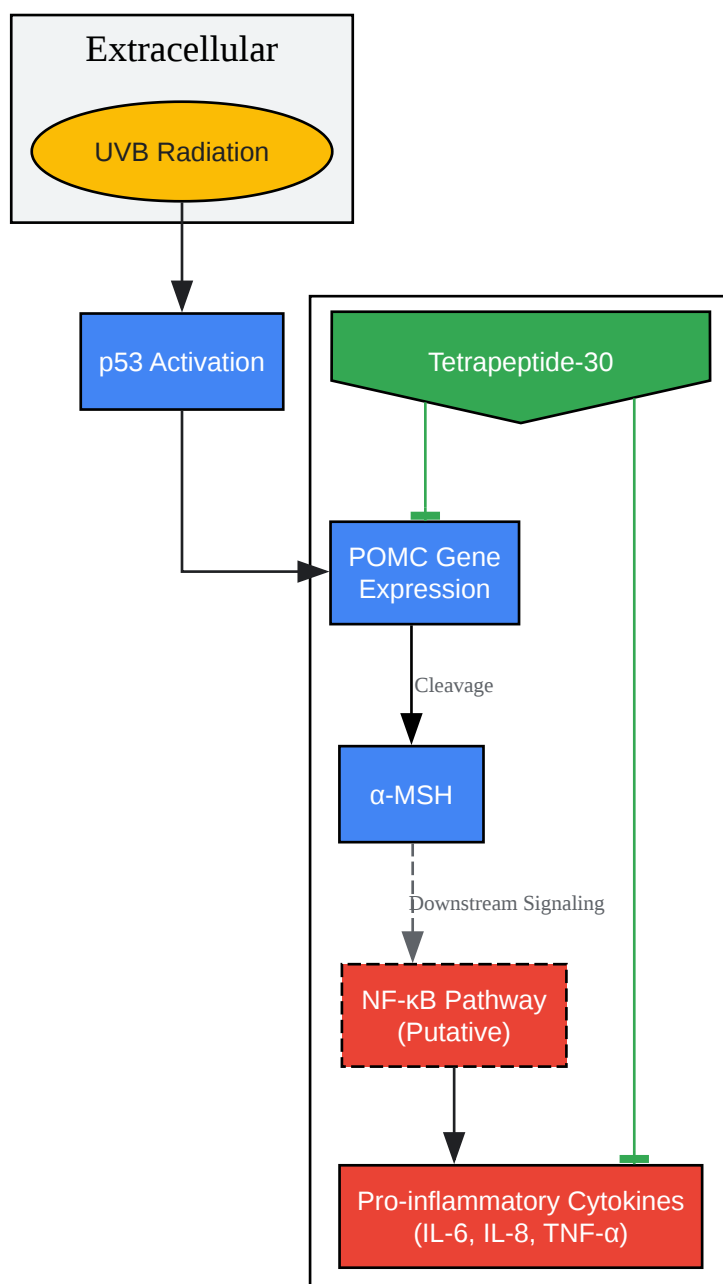 Extracellular
UVB Radiation
p53 Activation
Tetrapeptide-30
POMC Gene
Expression
Cleavage
α-MSH
Downstream Signaling
NF-κB Pathway
(Putative)
Pro-inflammatory Cytokines
(IL-6, IL-8, TNF-α)